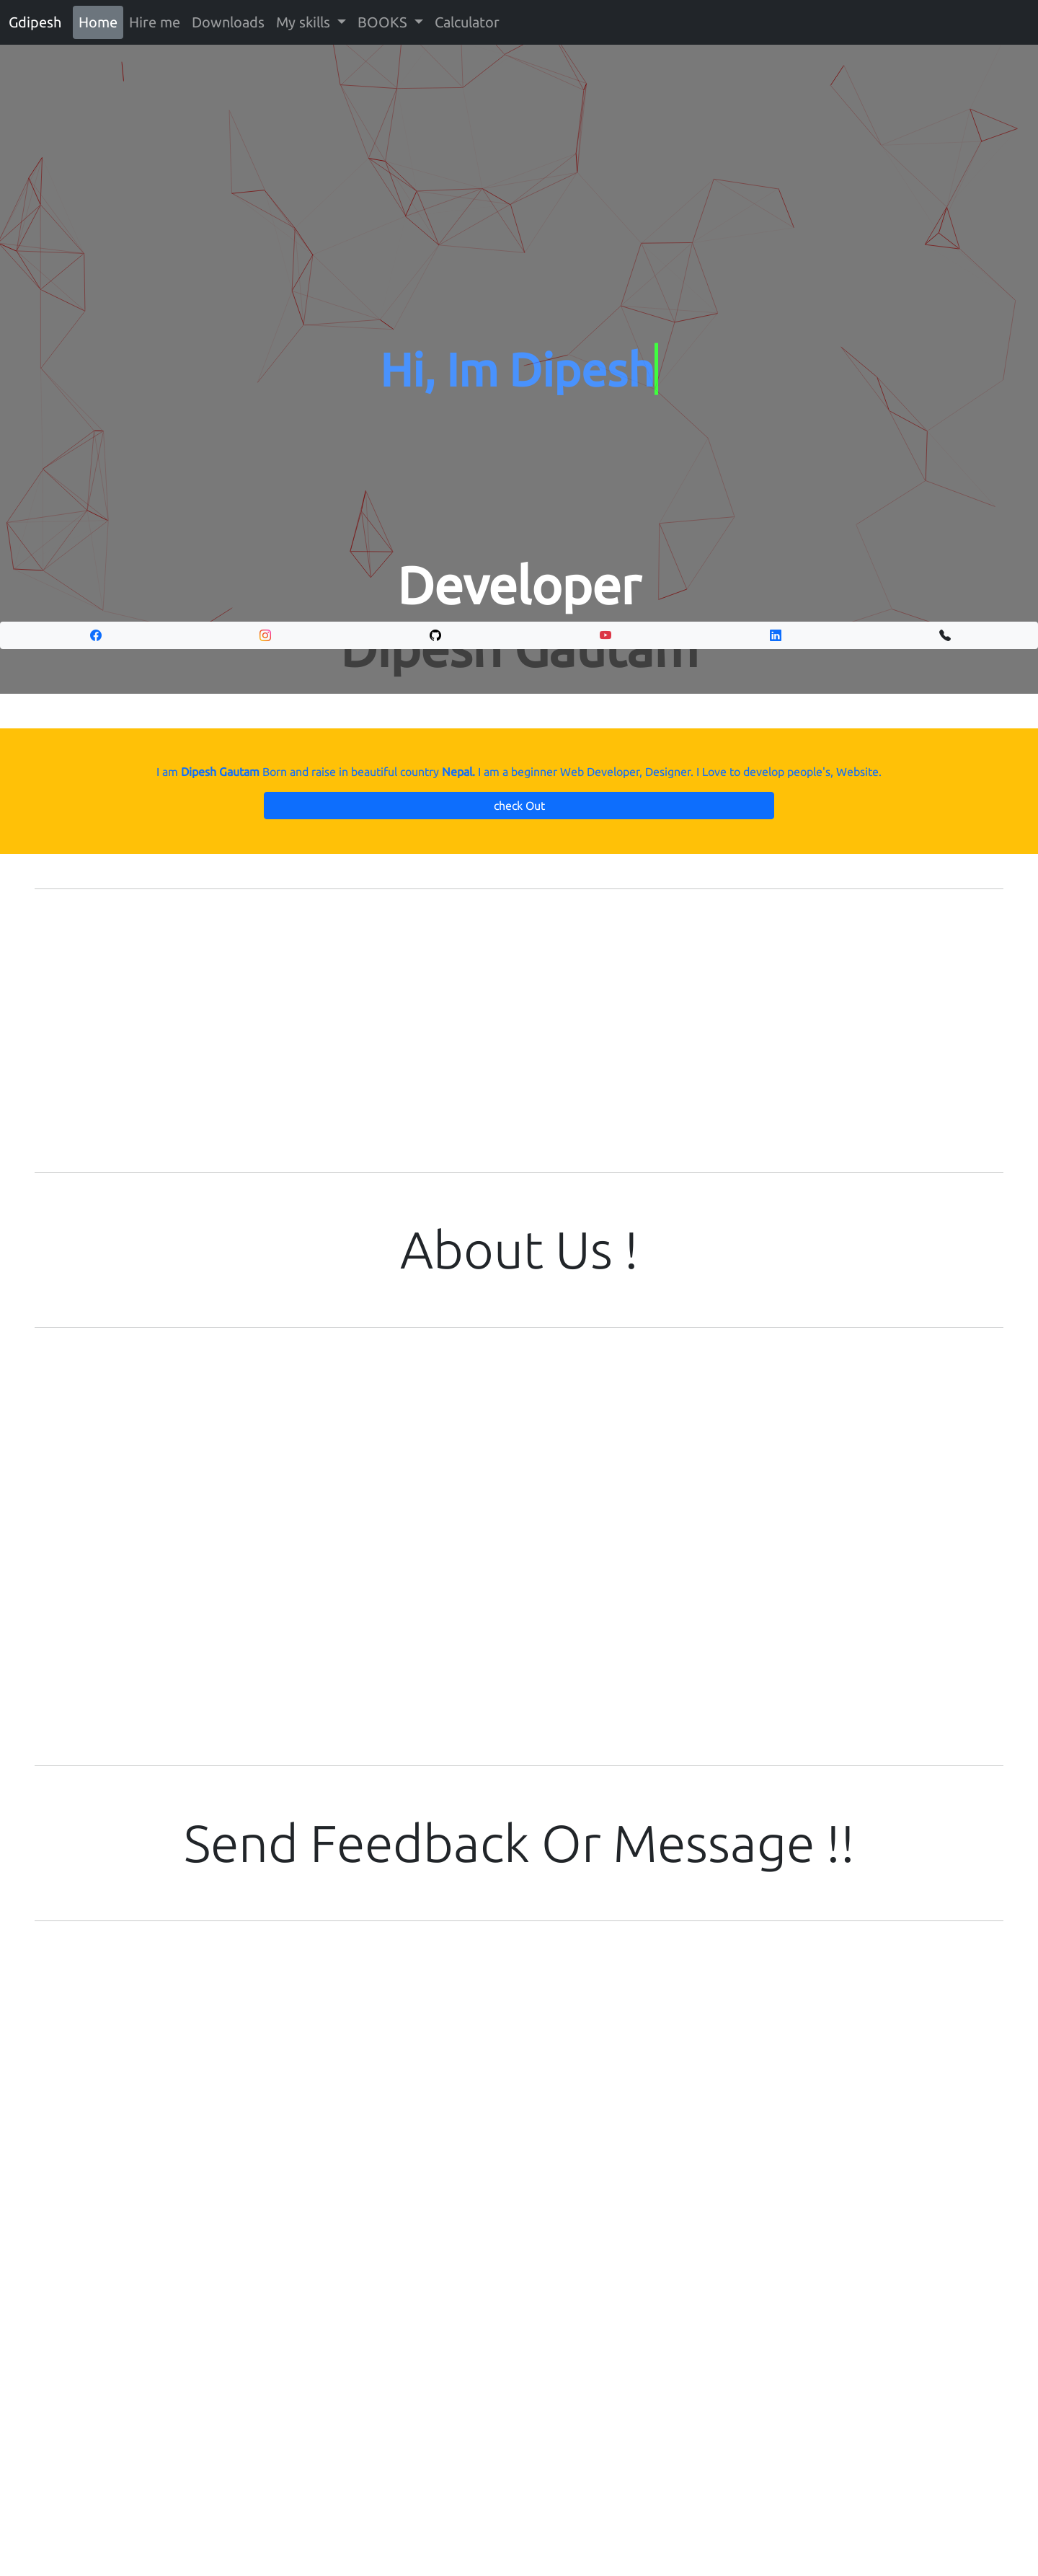 Gdipesh Home Hire me Downloads My skills BOOKS Calculator
Hi, Im Dipesh
Developer
Dipesh Gautam
I am Dipesh Gautam Born and raise in beautiful country Nepal. I am a beginner Web Developer, Designer. I Love to develop people's, Website.
check Out
About Us !
Send Feedback Or Message !!